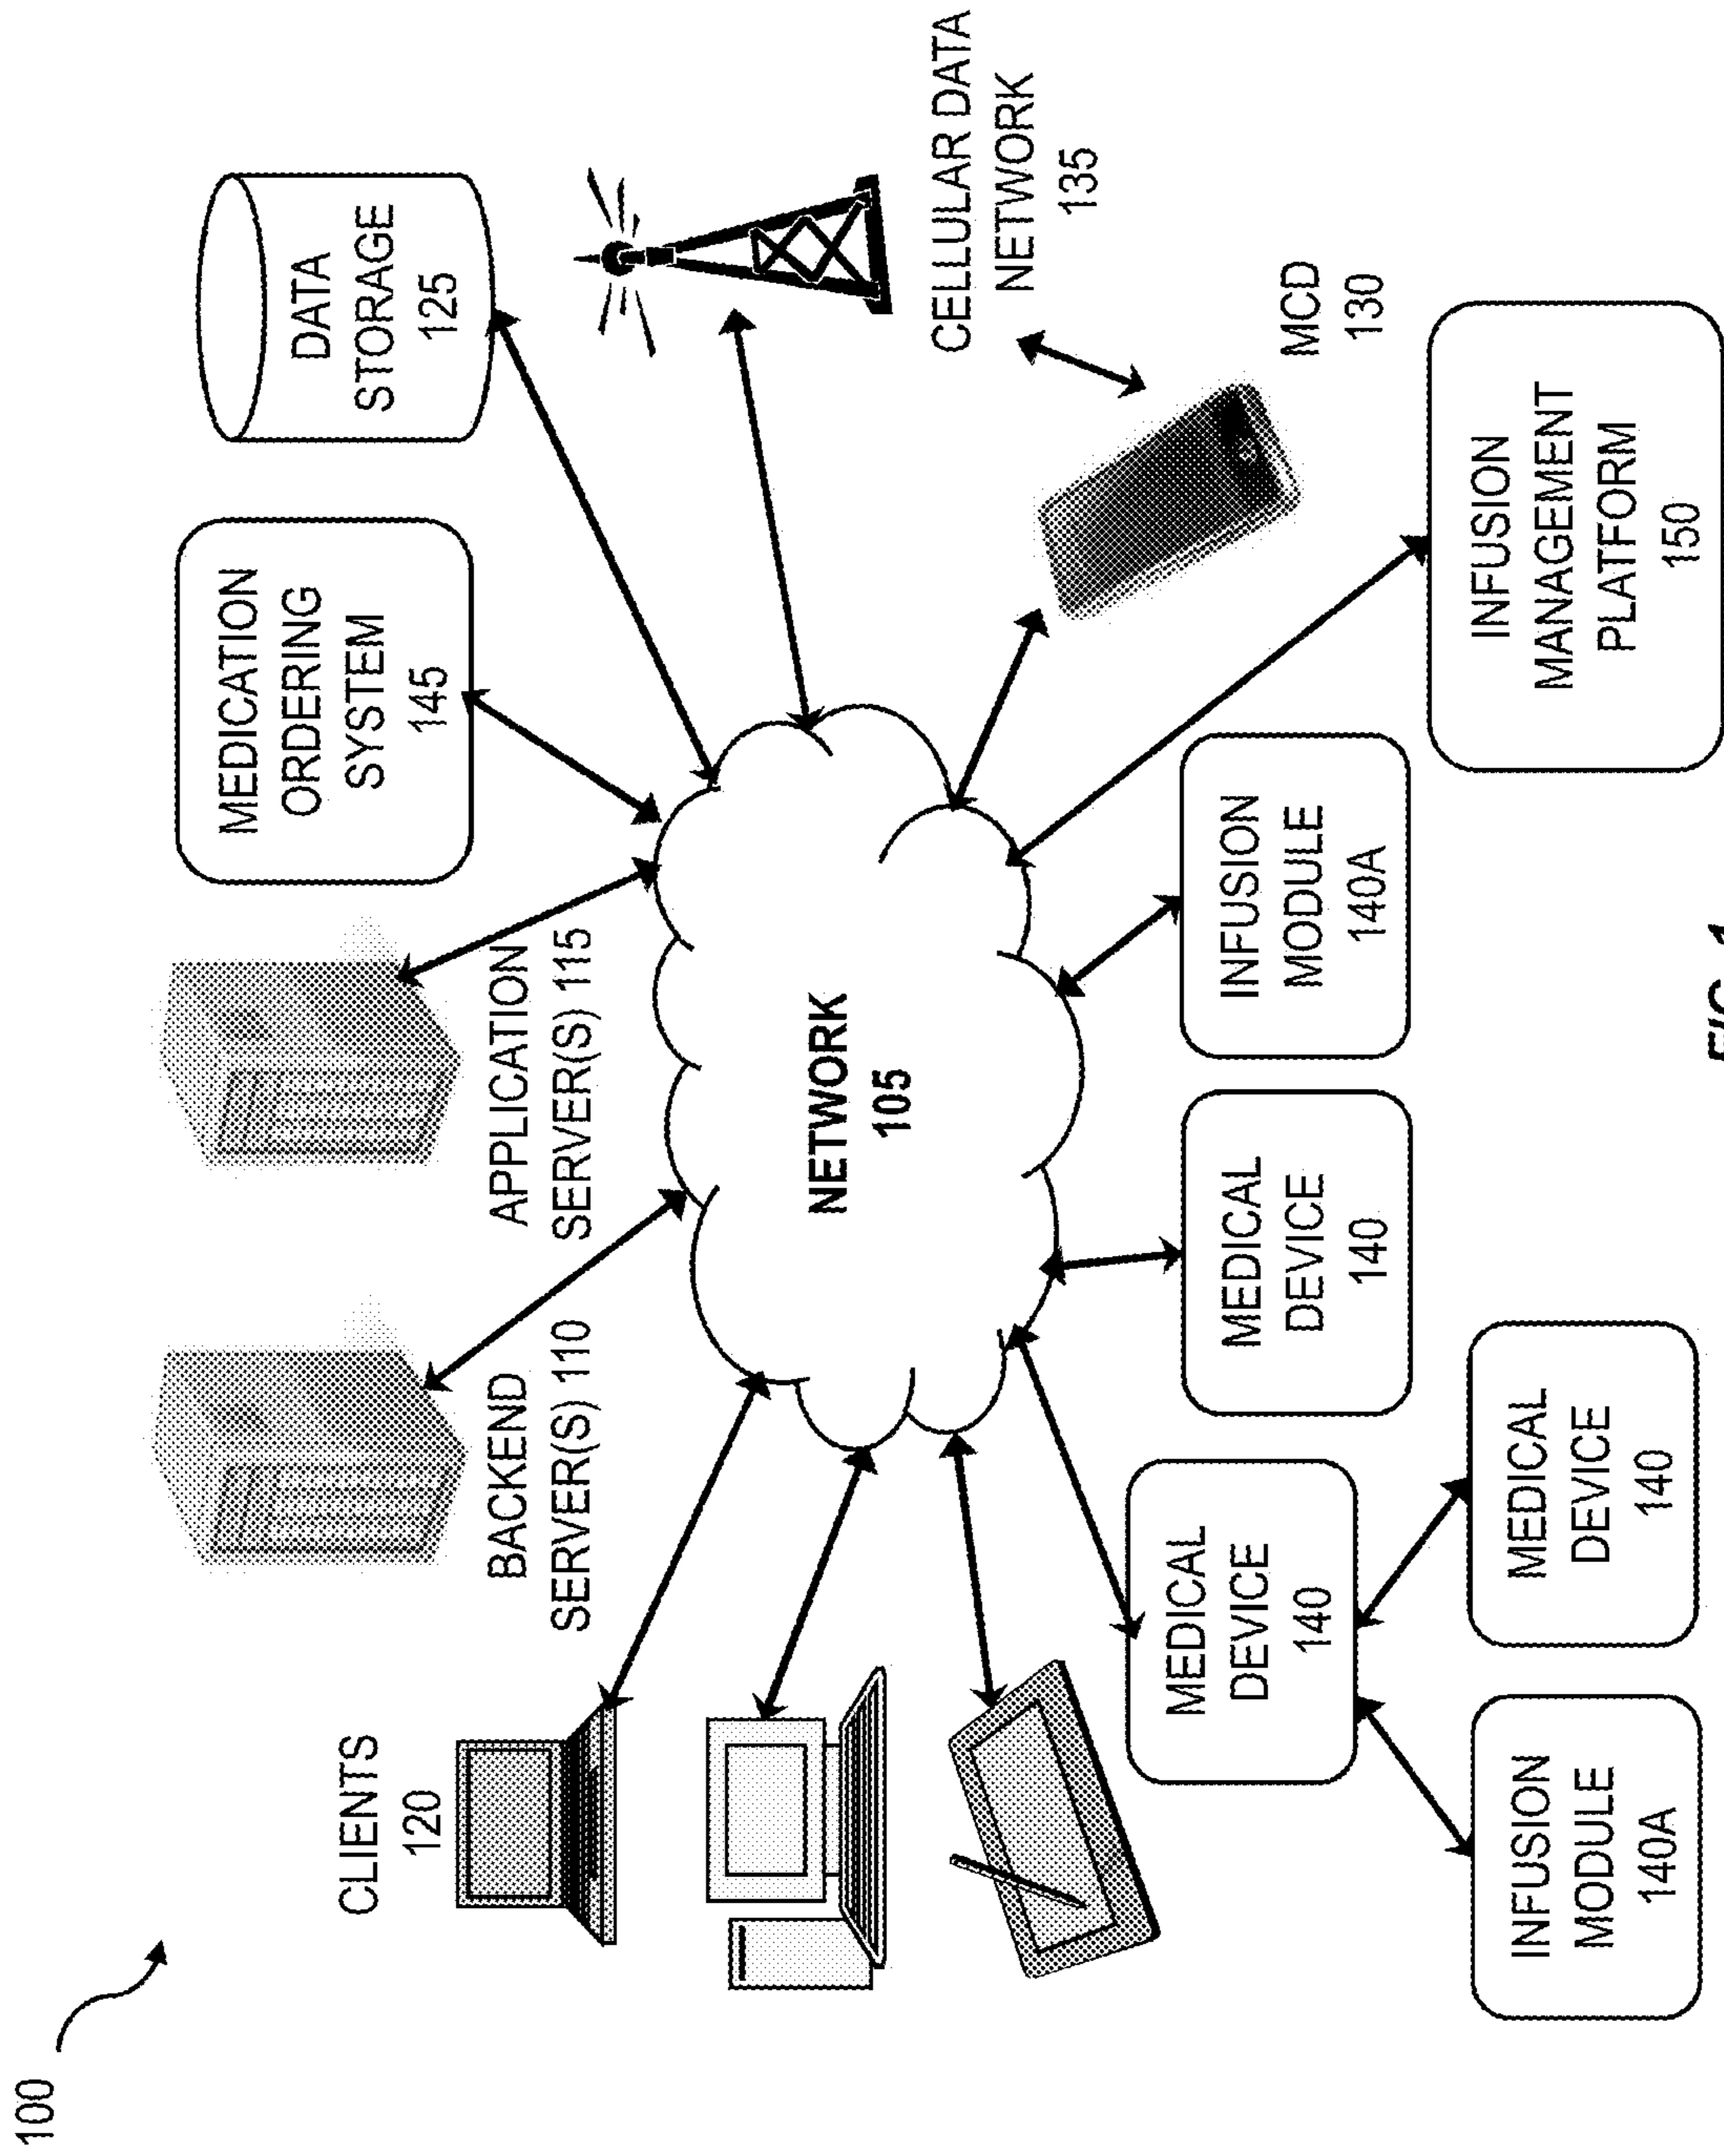 100
CLIENTS
120
BACKEND
SERVER(S) 110
APPLICATION
SERVER(S) 115
MEDICATION
ORDERING
SYSTEM
145
DATA
STORAGE
125
NETWORK
105
CELLULAR DATA
NETWORK
135
MCD
130
MEDICAL
DEVICE
140
MEDICAL
DEVICE
140
INFUSION
MODULE
140A
INFUSION
MANAGEMENT
PLATFORM
150
INFUSION
MODULE
140A
MEDICAL
DEVICE
140
FIG. 1